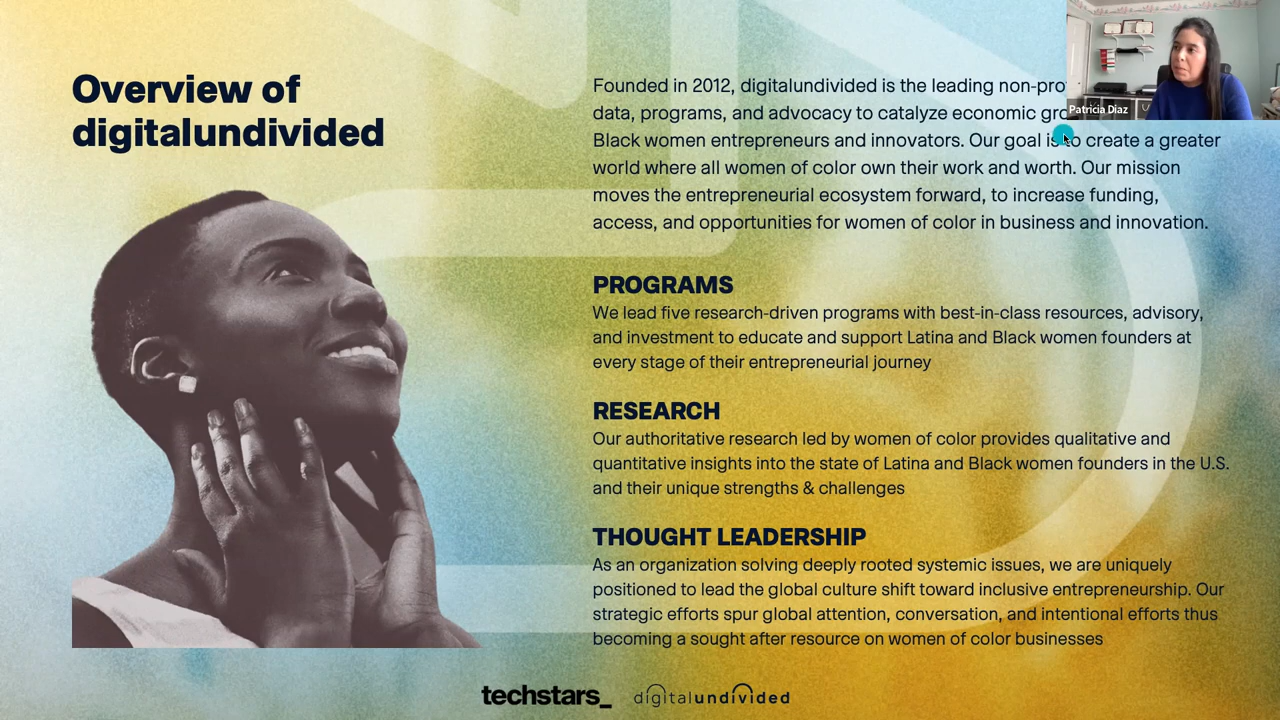 Overview of
digitalundivided
Founded in 2012, digitalundivided is the leading non-pro
data, programs, and advocacy to catalyze economic gro
Black women entrepreneurs and innovators. Our goal is to create a greater
world where all women of color own their work and worth. Our mission
moves the entrepreneurial ecosystem forward, to increase funding,
access, and opportunities for women of color in business and innovation.
PROGRAMS
We lead five research-driven programs with best-in-class resources, advisory,
and investment to educate and support Latina and Black women founders at
every stage of their entrepreneurial journey
RESEARCH
Our authoritative research led by women of color provides qualitative and
quantitative insights into the state of Latina and Black women founders in the U.S.
and their unique strengths & challenges
THOUGHT LEADERSHIP
As an organization solving deeply rooted systemic issues, we are uniquely
positioned to lead the global culture shift toward inclusive entrepreneurship. Our
strategic efforts spur global attention, conversation, and intentional efforts thus
becoming a sought after resource on women of color businesses
Patricia Diaz
techstars_ digitalundivided